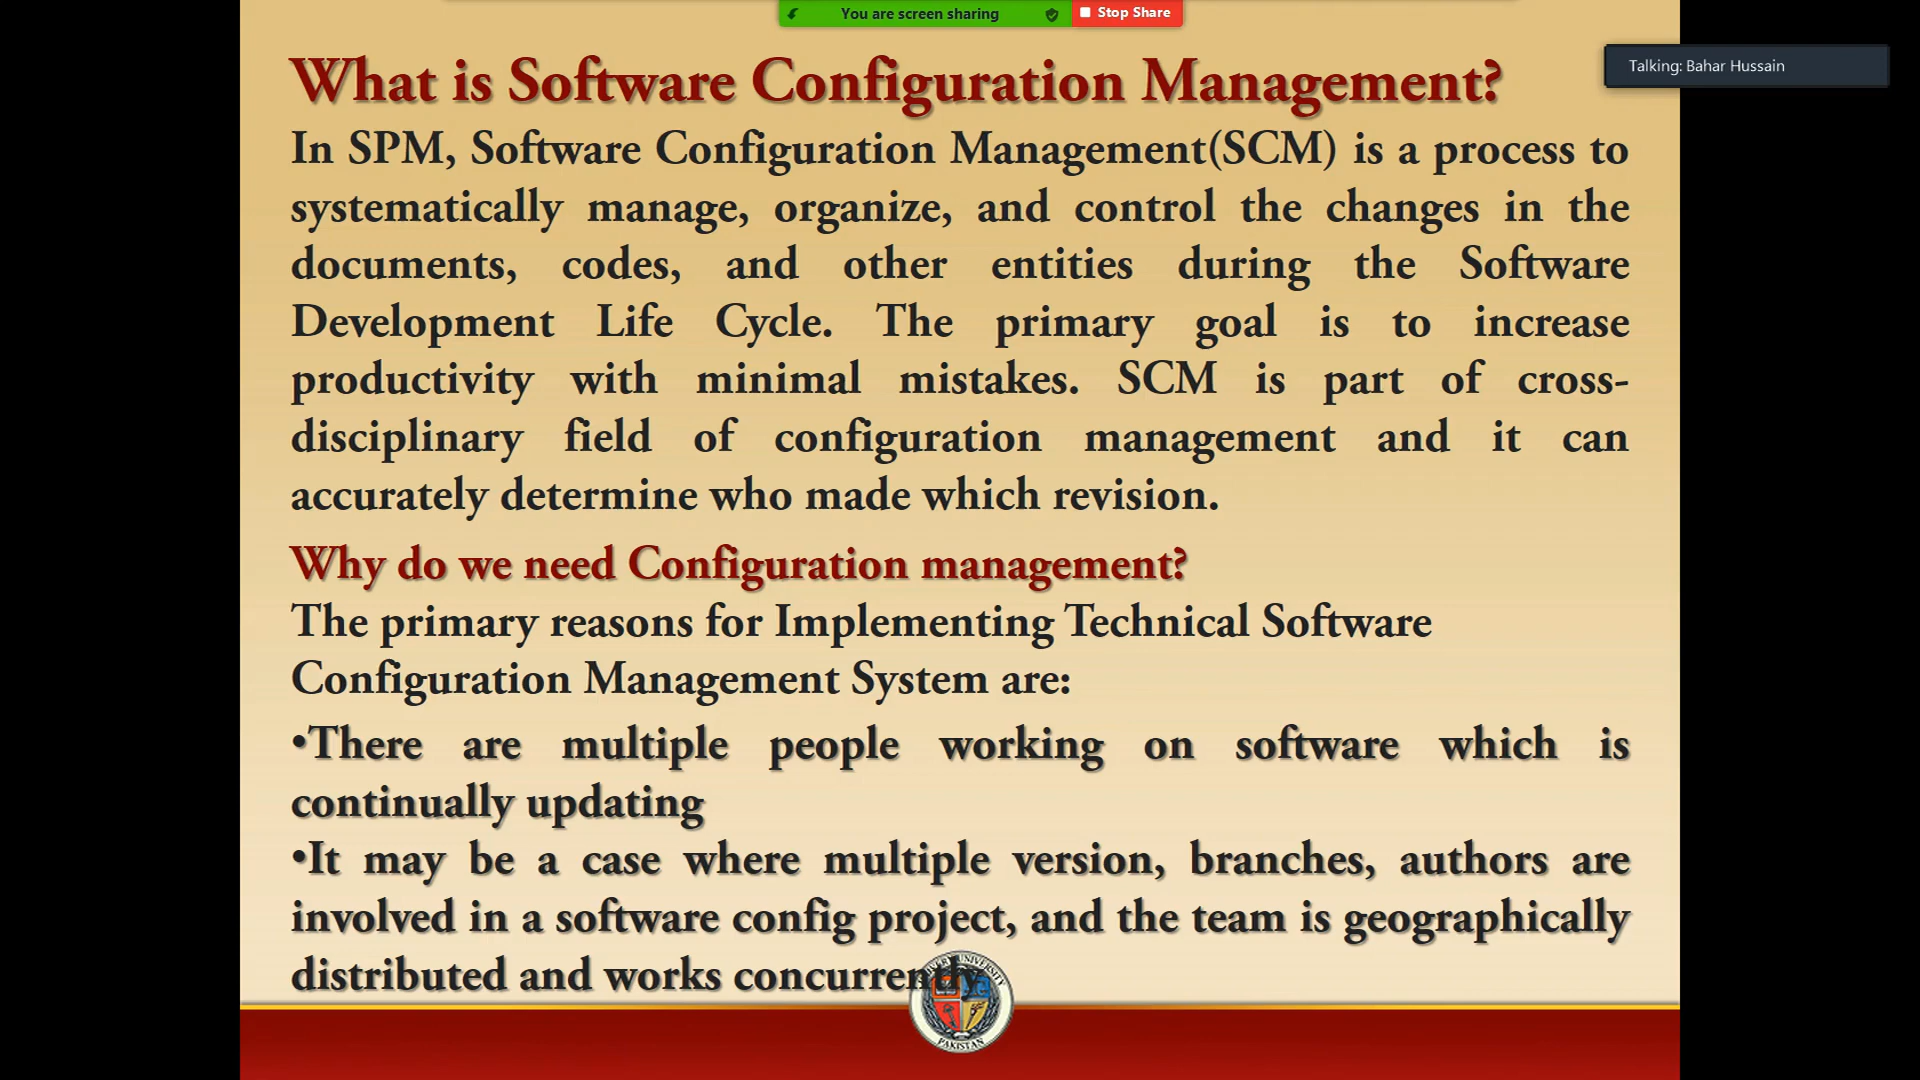 You are screen sharing
Stop Share
Talking: Bahar Hussain
What is Software Configuration Management?
In SPM, Software Configuration Management(SCM) is a process to
systematically manage, organize, and control the changes in the
documents, codes, and other entities during the Software
Development Life Cycle. The primary goal is to increase
productivity with minimal mistakes. SCM is part of cross-
disciplinary field of configuration management and it can
accurately determine who made which revision.
Why do we need Configuration management?
The primary reasons for Implementing Technical Software
Configuration Management System are:
•There are multiple people working on software which is
continually updating
•It may be a case where multiple version, branches, authors are
involved in a software config project, and the team is geographically
distributed and works concurrently
UNIVERSITY
PAKISTAN